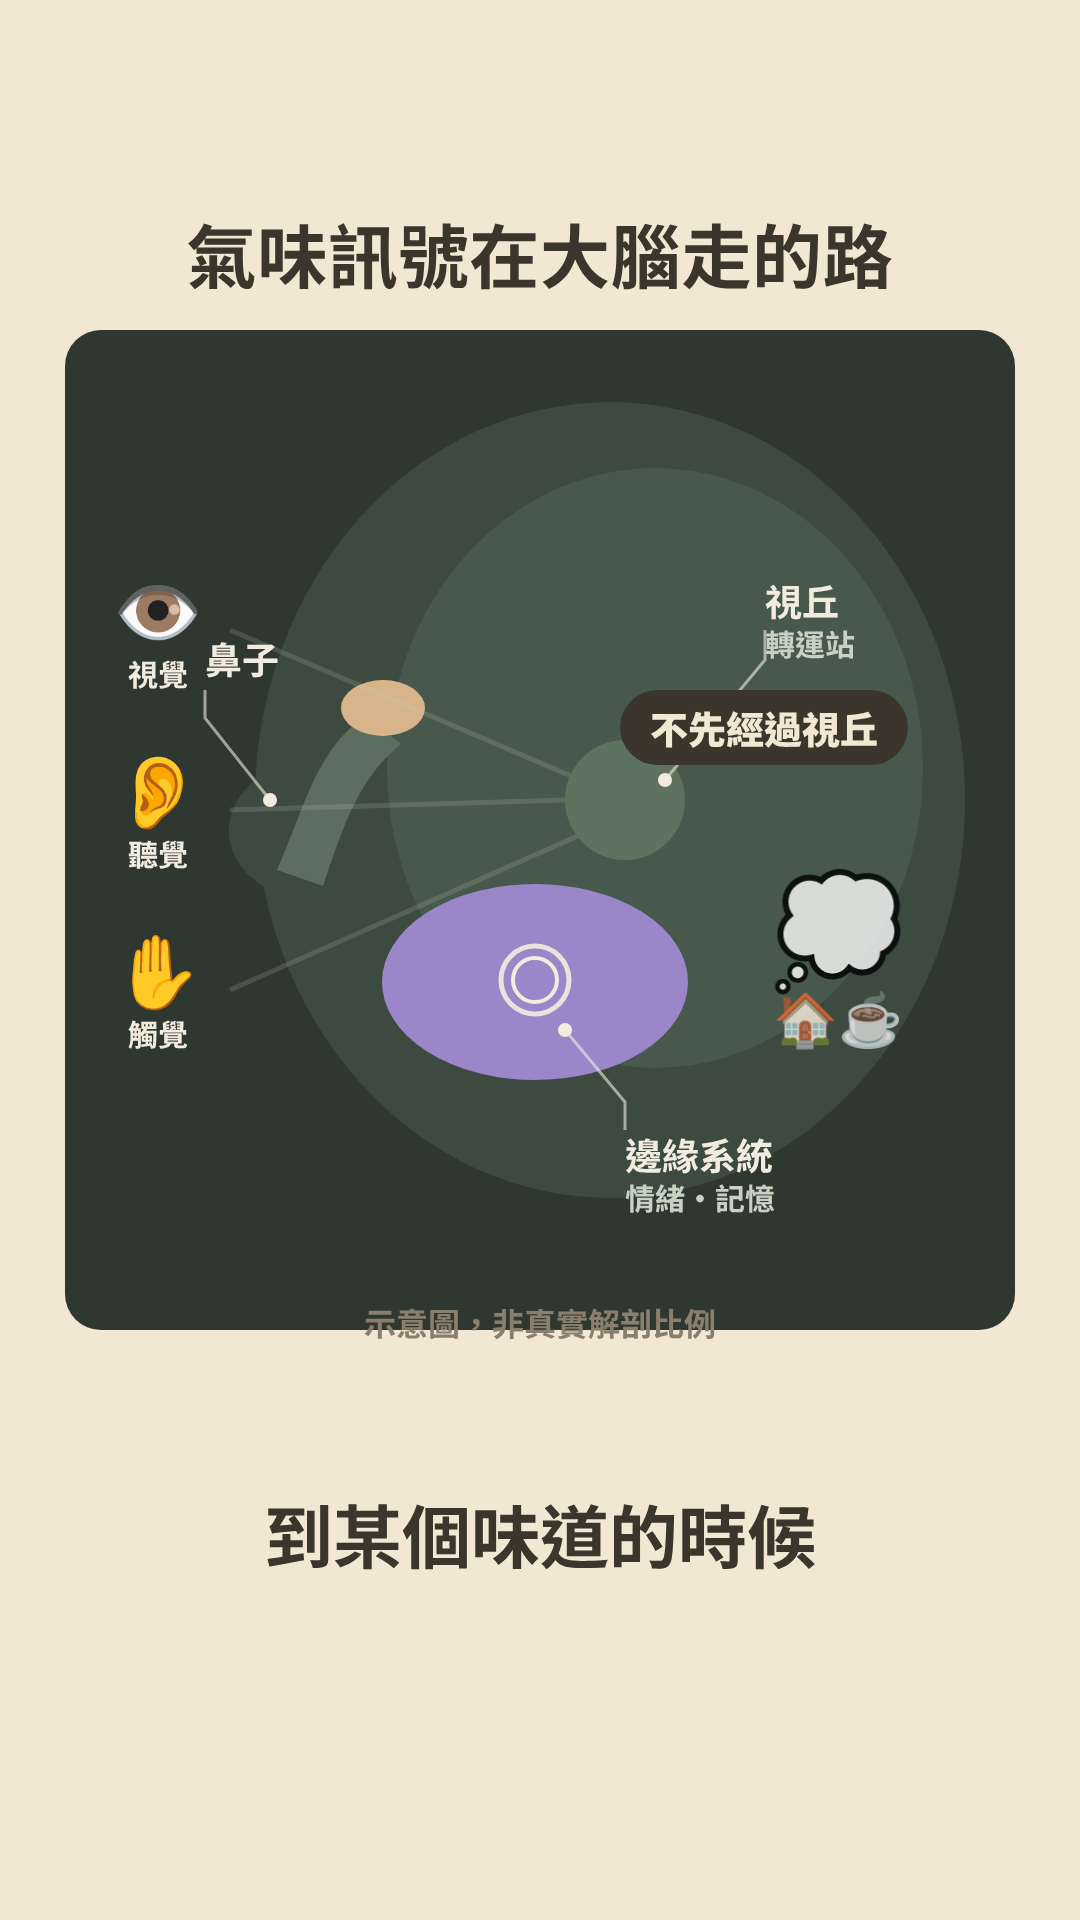 氣味訊號在大腦走的路
視丘
轉運站
鼻子
視覺
不先經過視丘
聽覺
觸覺
邊緣系統
情緒・記憶
示意圖，非真實解剖比例
到某個味道的時候